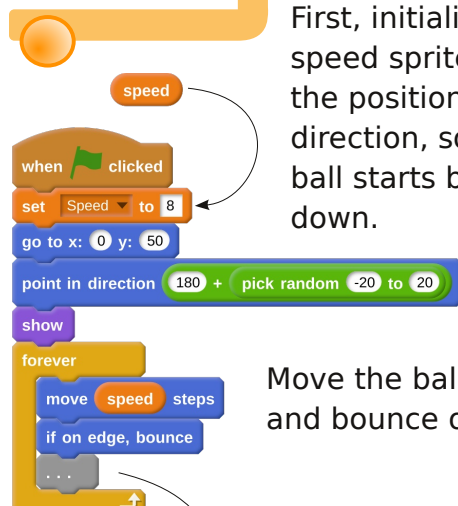 First, initiali
speed sprite
the position
direction, so
ball starts b
down.
speed
when clicked
set Speed to 8
go to x: 0 y: 50
point in direction 180 + pick random -20 to 20
show
forever
move speed steps
if on edge, bounce
. . .
Move the bal
and bounce o